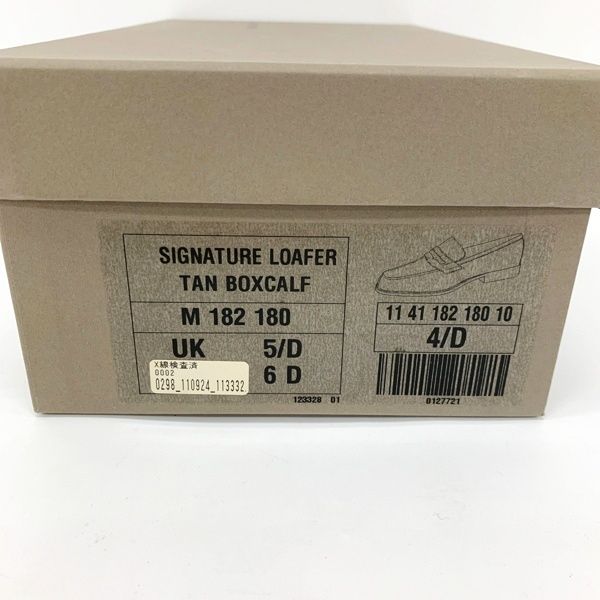 SIGNATURE LOAFER
TAN BOXCALF
M 182 180
UK 5/D
6 D
X線検査済
0002
0298_110924_113332
123328 01
11 41 182 180 10
4/D
0127721